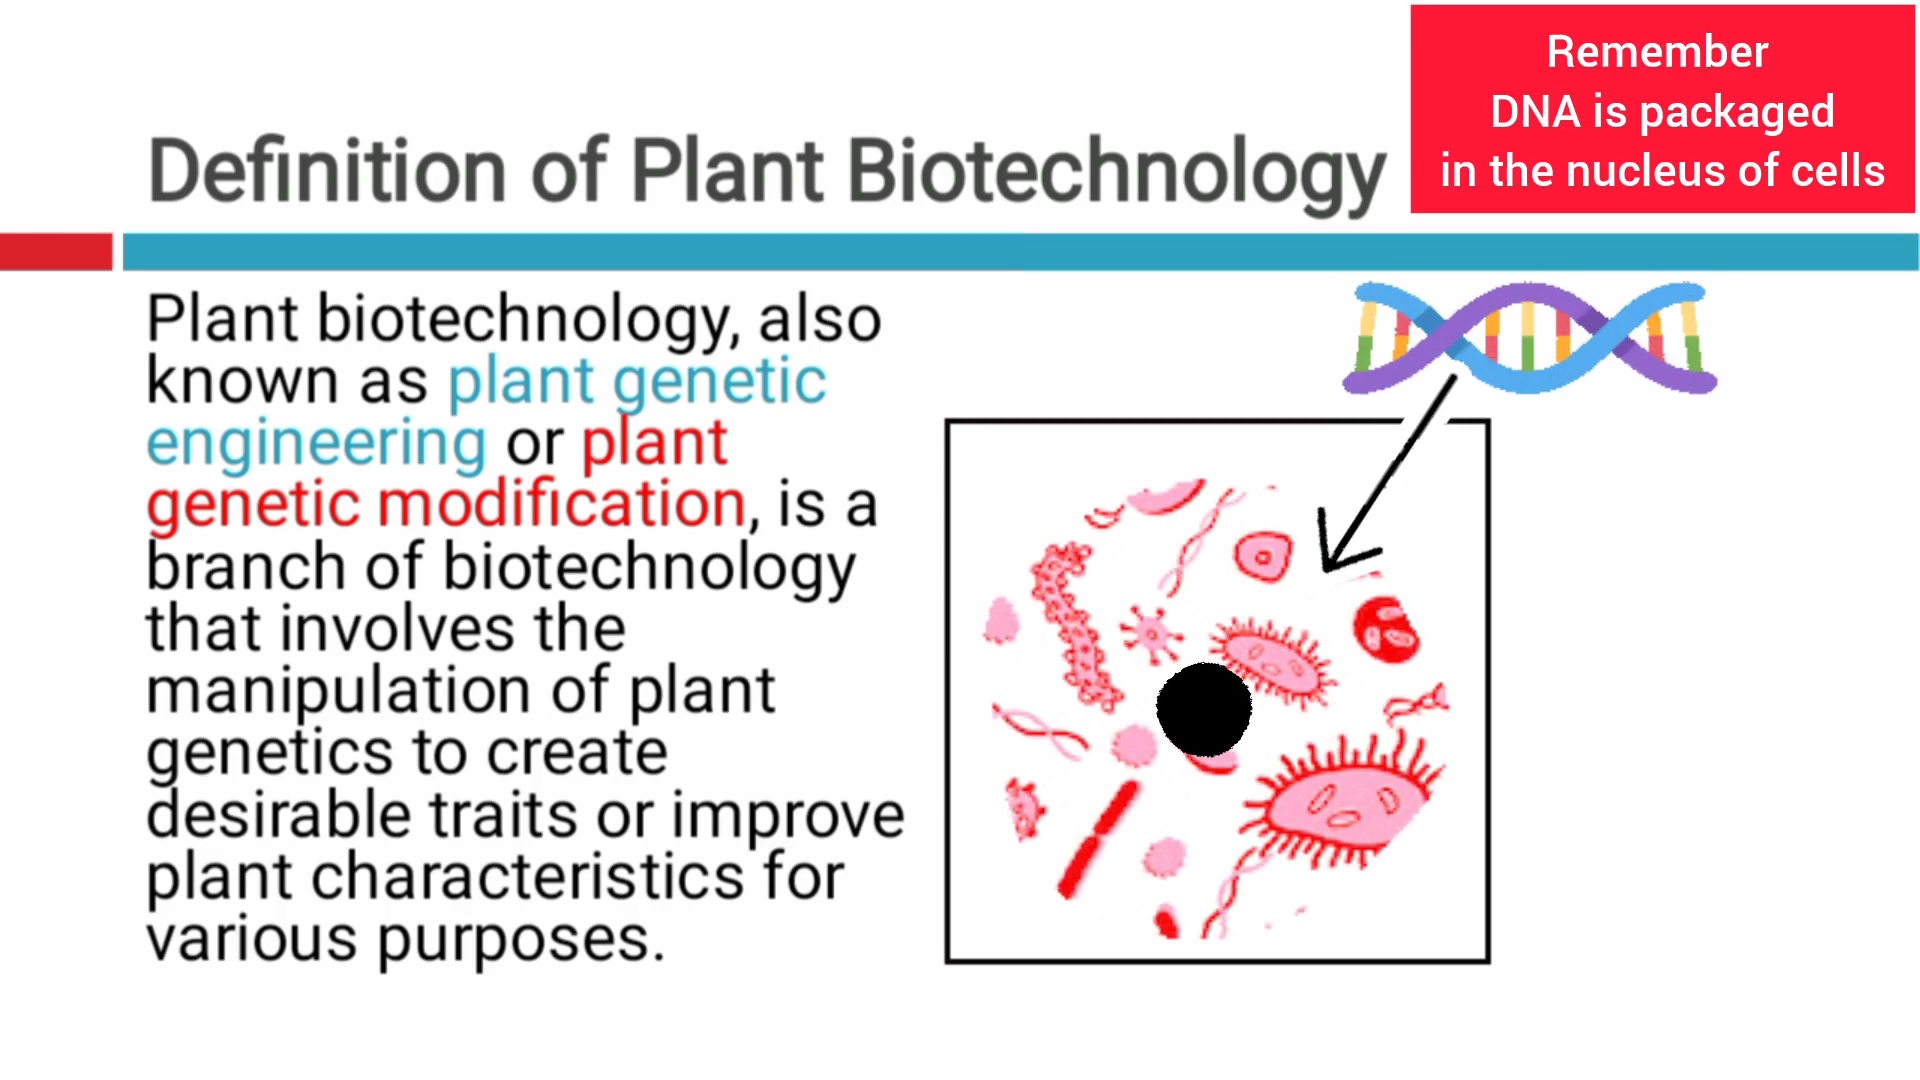 Remember
DNA is packaged
in the nucleus of cells
Definition of Plant Biotechnology
Plant biotechnology, also
known as plant genetic
engineering or plant
genetic modification, is a
branch of biotechnology
that involves the
manipulation of plant
genetics to create
desirable traits or improve
plant characteristics for
various purposes.